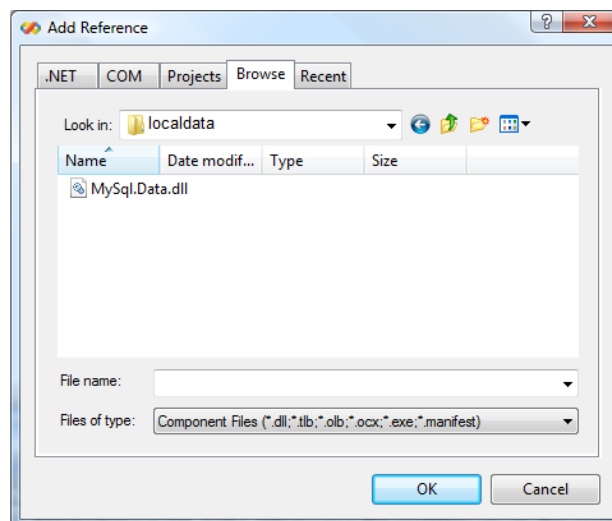 Add Reference
.NET COM Projects Browse Recent
Look in: localdata
Name Date modif... Type Size
MySql.Data.dll
File name:
Files of type: Component Files (*.dll;*.tlb;*.olb;*.ocx;*.exe;*.manifest)
OK Cancel